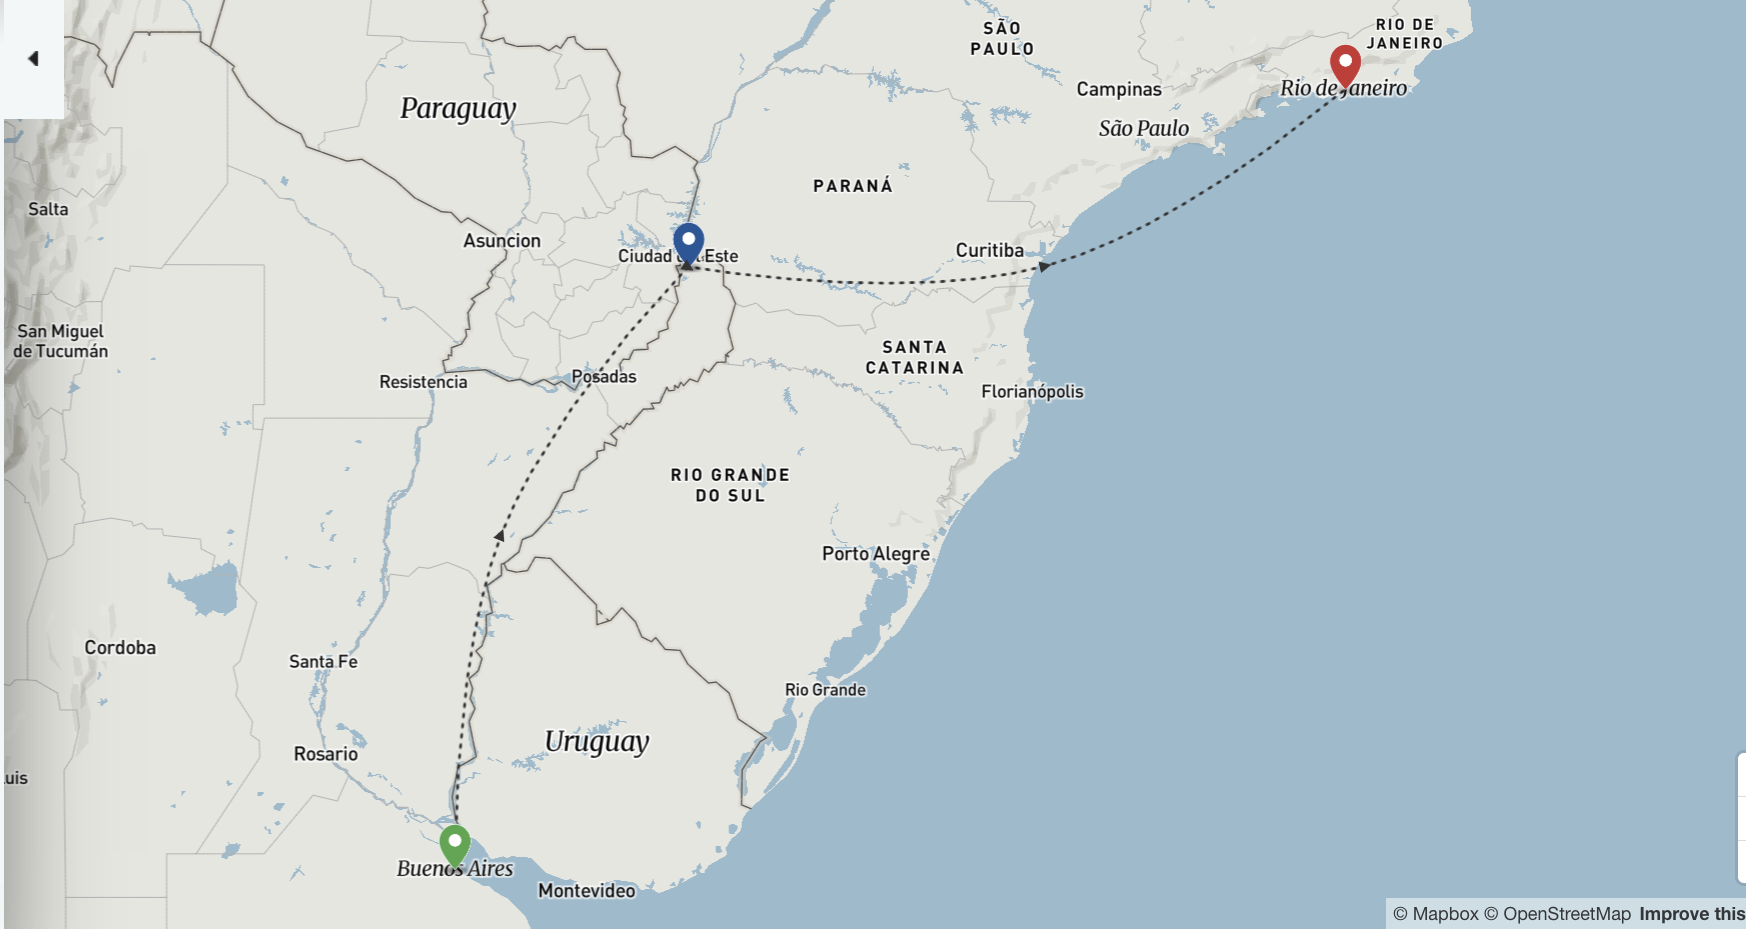 SÃO
PAULO
RIO DE
JANEIRO
Campinas
Rio de Janeiro
Paraguay
São Paulo
PARANÁ
Salta
Asuncion
Curitiba
Ciudad del Este
San Miguel
de Tucumán
SANTA
CATARINA
Resistencia
Posadas
Florianópolis
RIO GRANDE
DO SUL
Porto Alegre
Cordoba
Santa Fe
Rio Grande
Uruguay
Rosario
uis
Buenos Aires
Montevideo
© Mapbox © OpenStreetMap Improve this